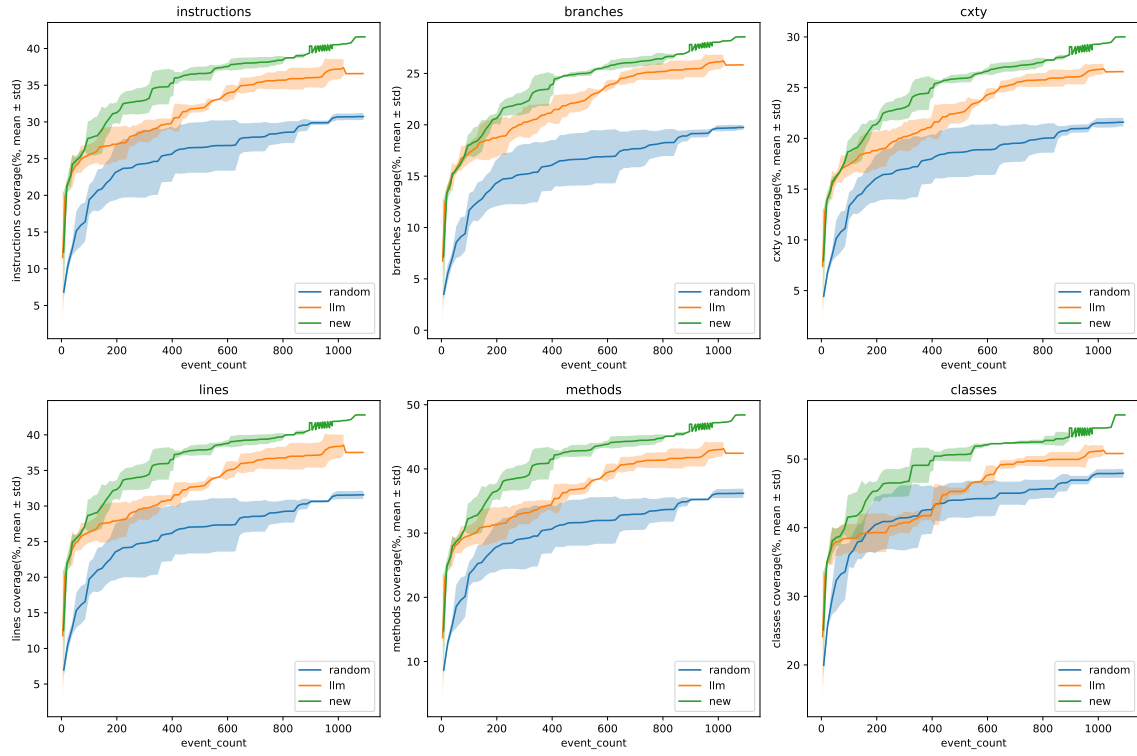 instructions
instructions coverage(%, mean ± std)
40
35
30
25
20
15
10
5
0 200 400 600 800 1000
event_count
random
llm
new
branches
branches coverage(%, mean ± std)
25
20
15
10
5
0
0 200 400 600 800 1000
event_count
random
llm
new
cxty
cxty coverage(%, mean ± std)
30
25
20
15
10
5
0 200 400 600 800 1000
event_count
random
llm
new
lines
lines coverage(%, mean ± std)
40
35
30
25
20
15
10
5
0 200 400 600 800 1000
event_count
random
llm
new
methods
methods coverage(%, mean ± std)
50
40
30
20
10
0 200 400 600 800 1000
event_count
random
llm
new
classes
classes coverage(%, mean ± std)
50
40
30
20
0 200 400 600 800 1000
event_count
random
llm
new